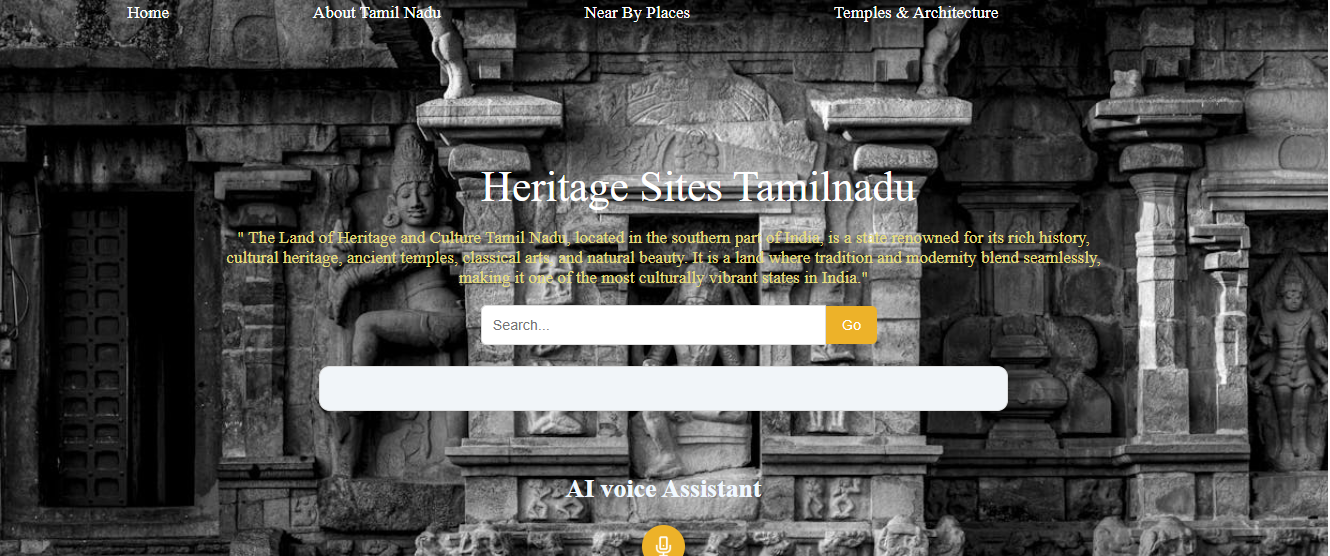 Home About Tamil Nadu Near By Places Temples & Architecture
Heritage Sites Tamilnadu
" The Land of Heritage and Culture Tamil Nadu, located in the southern part of India, is a state renowned for its rich history,
cultural heritage, ancient temples, classical arts, and natural beauty. It is a land where tradition and modernity blend seamlessly,
making it one of the most culturally vibrant states in India."
Search... Go
AI voice Assistant